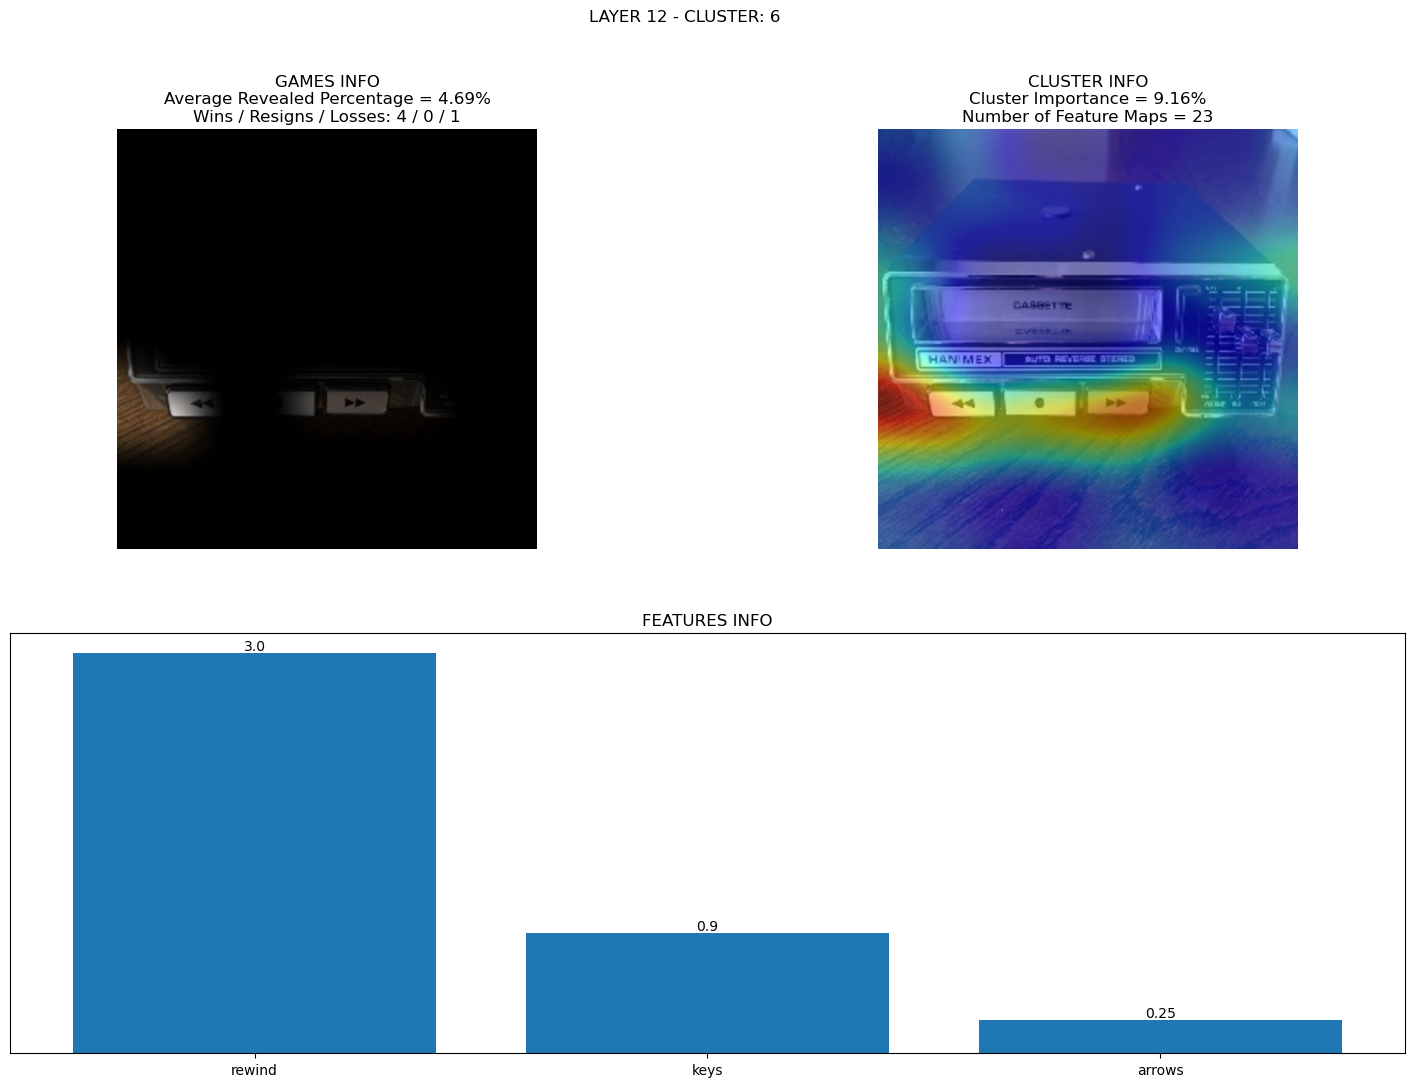 LAYER 12 - CLUSTER: 6
GAMES INFO
Average Revealed Percentage = 4.69%
Wins / Resigns / Losses: 4 / 0 / 1
CLUSTER INFO
Cluster Importance = 9.16%
Number of Feature Maps = 23
CASSETTE
HANIMEX AUTO REVERSE STEREO
FEATURES INFO
3.0
0.9
0.25
rewind
keys
arrows